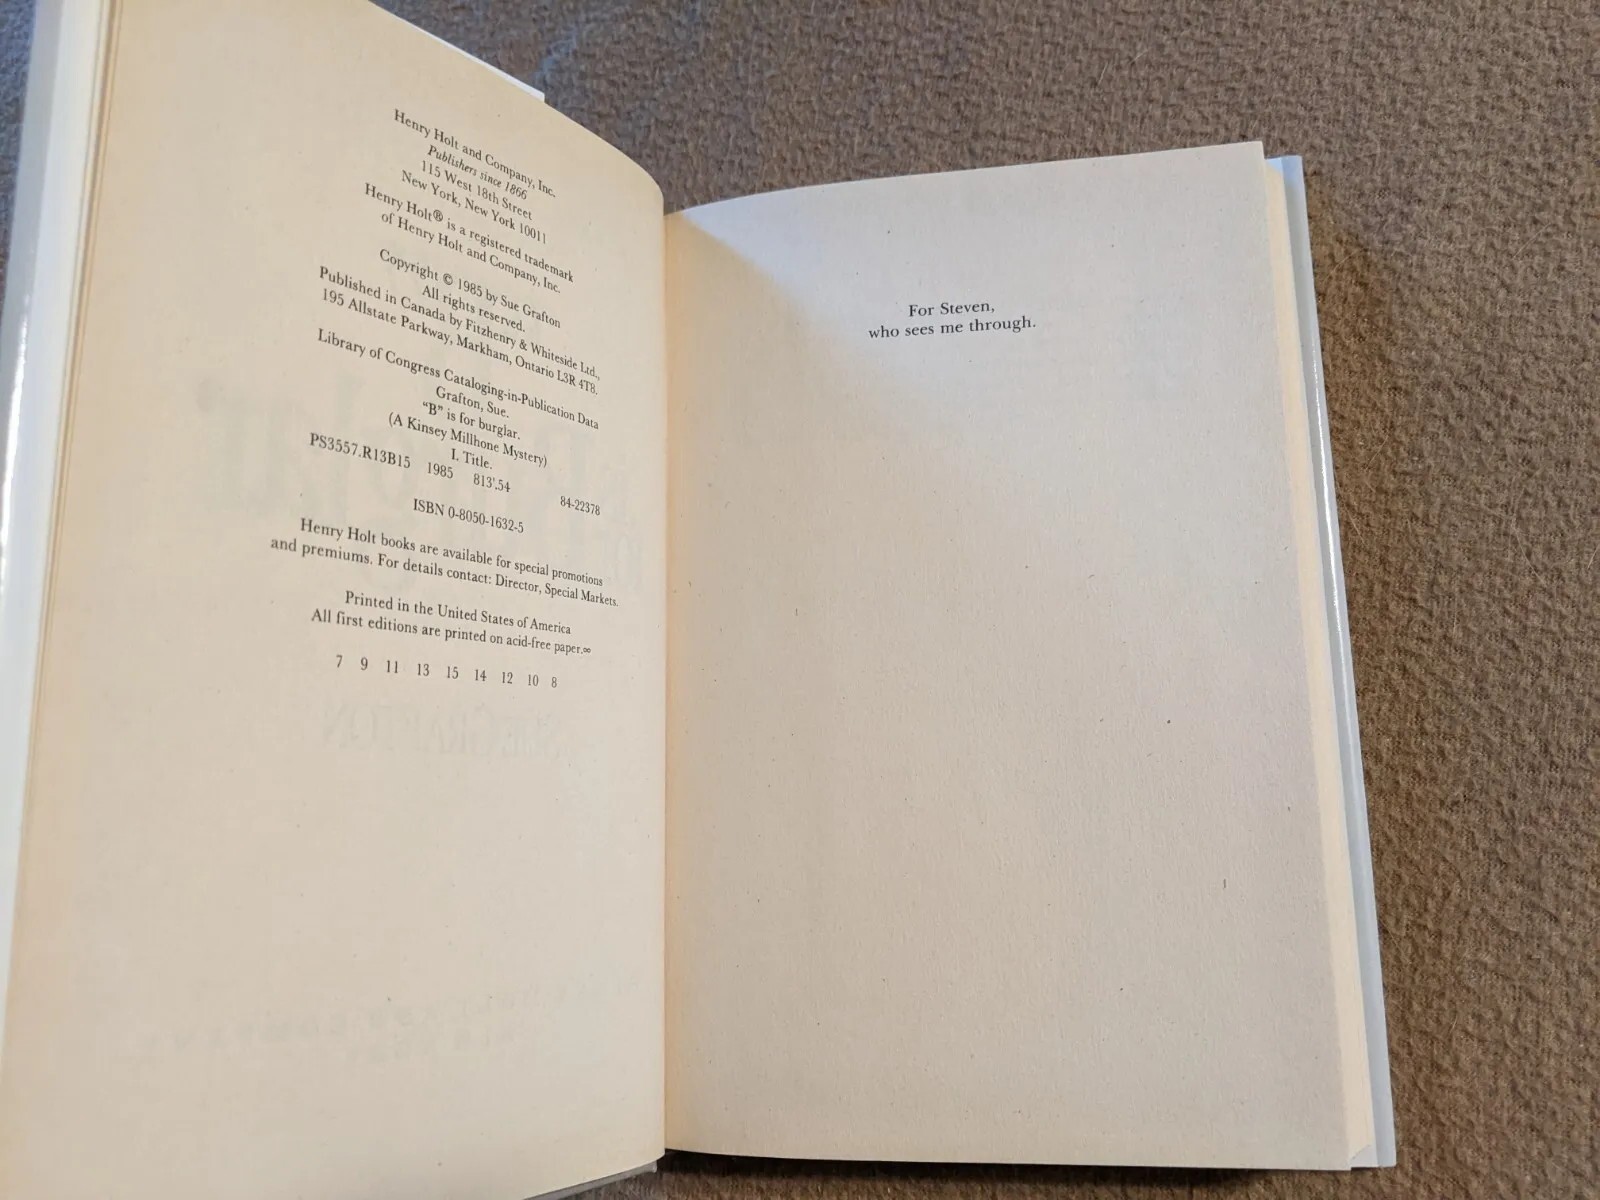 Henry Holt and Company, Inc.
Publishers since 1866
115 West 18th Street
New York, New York 10011
Henry Holt® is a registered trademark
of Henry Holt and Company, Inc.
Copyright © 1985 by Sue Grafton
All rights reserved.
Published in Canada by Fitzhenry & Whiteside Ltd.,
195 Allstate Parkway, Markham, Ontario L3R 4T8.
Library of Congress Cataloging-in-Publication Data
Grafton, Sue.
"B" is for burglar.
(A Kinsey Millhone Mystery)
I. Title.
PS3557.R13B15 1985 813'.54 84-22378
ISBN 0-8050-1632-5
Henry Holt books are available for special promotions
and premiums. For details contact: Director, Special Markets.
Printed in the United States of America
All first editions are printed on acid-free paper.∞
7 9 11 13 15 14 12 10 8
For Steven,
who sees me through.